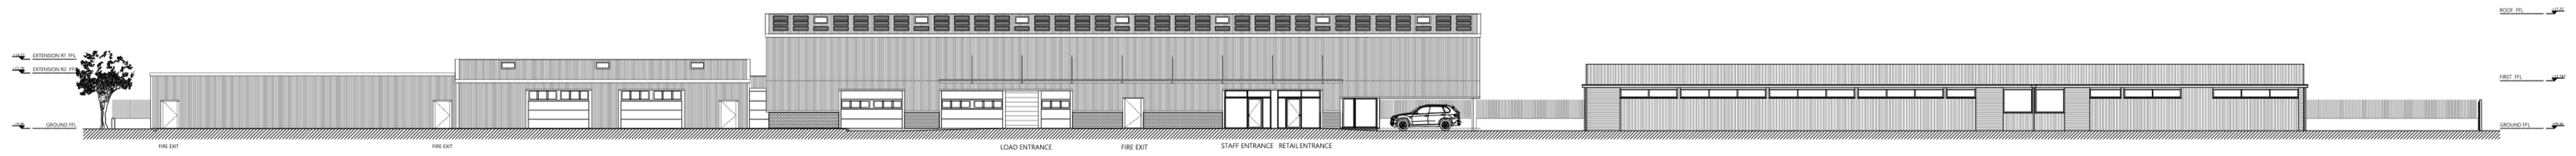 ROOF FFL
EXTENSION R1 FFL
EXTENSION R2 FFL
FIRST FFL
GROUND FFL
GROUND FFL
FIRE EXIT
FIRE EXIT
LOAD ENTRANCE
FIRE EXIT
STAFF ENTRANCE
RETAIL ENTRANCE